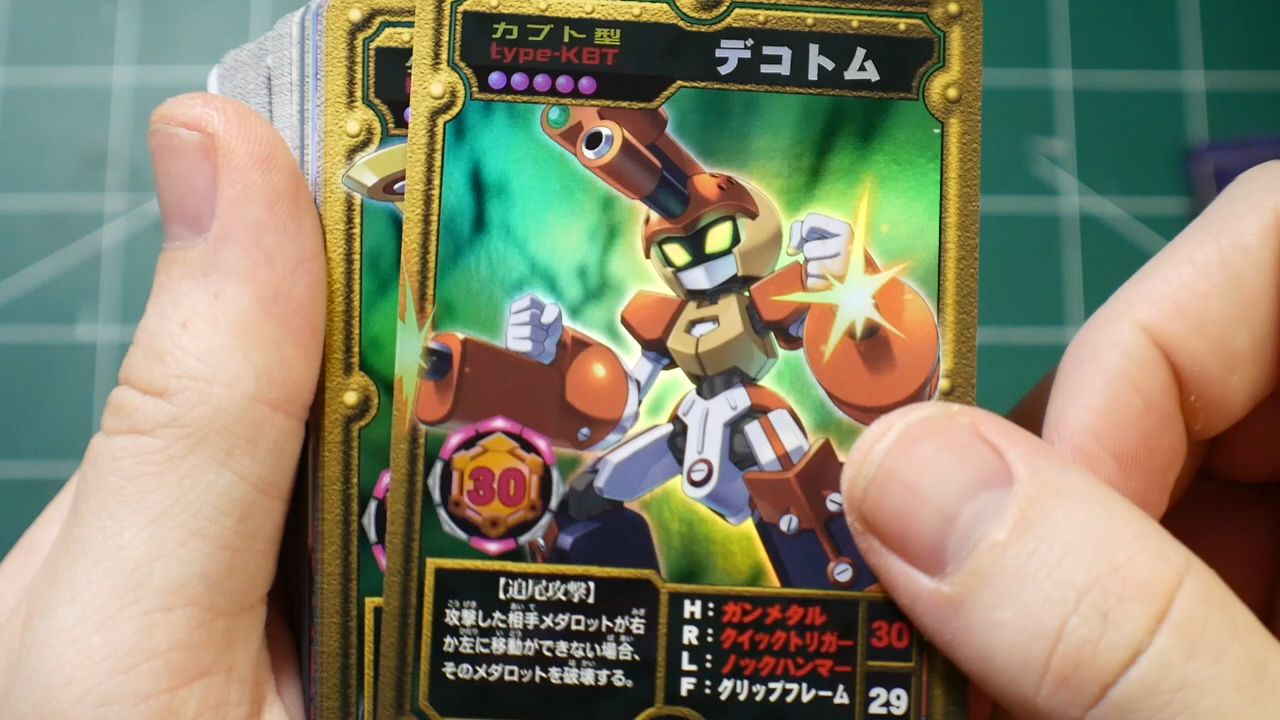 カブト型
type-KBT
デコトム
30
【追尾攻撃】
攻撃した相手メダロットが右
か左に移動ができない場合、
そのメダロットを破壊する。
H：ガンメタル
R：クイックトリガー
L：ノックハンマー
F：グリップフレーム
30
29